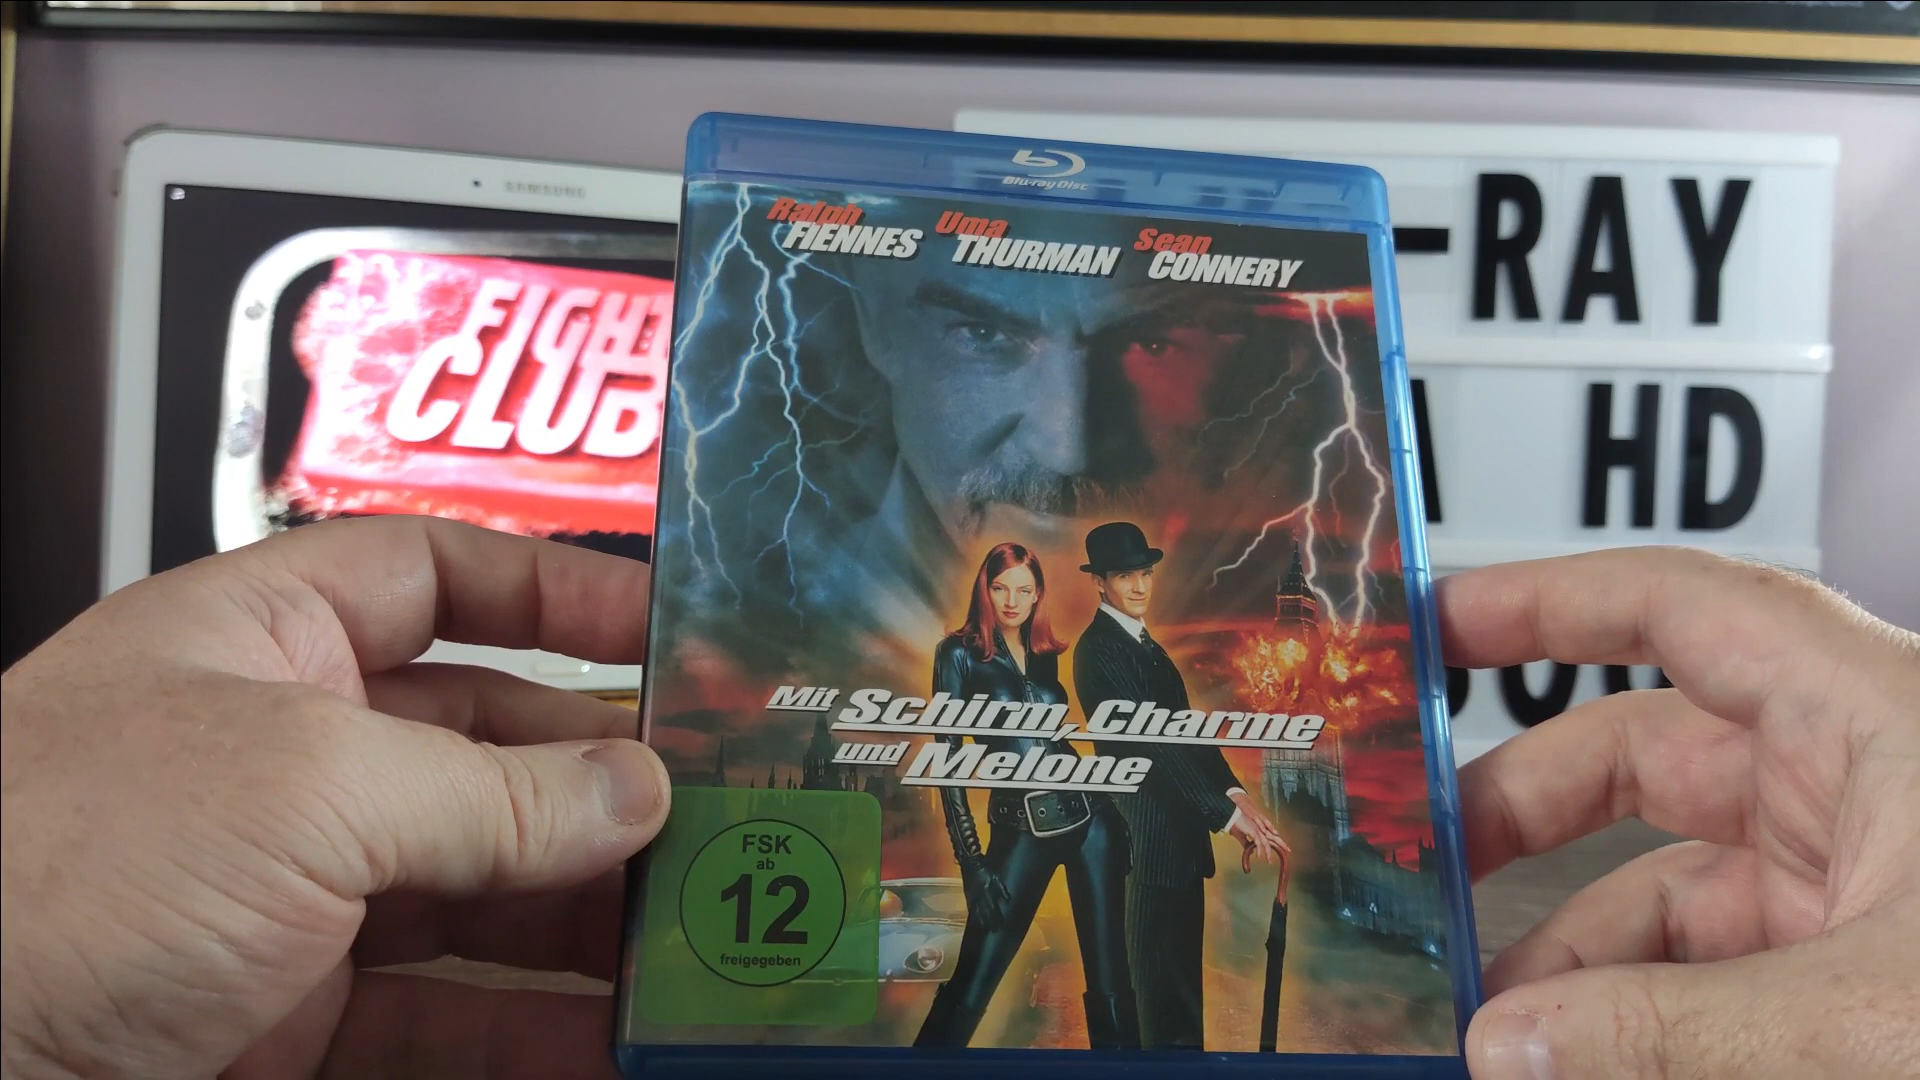 SAMSUNG
FIGHT
CLUB
Blu-ray Disc
Ralph
FIENNES
Uma
THURMAN
Sean
CONNERY
Mit Schirm, Charme
und Melone
FSK
ab
12
freigegeben
-RAY
HD